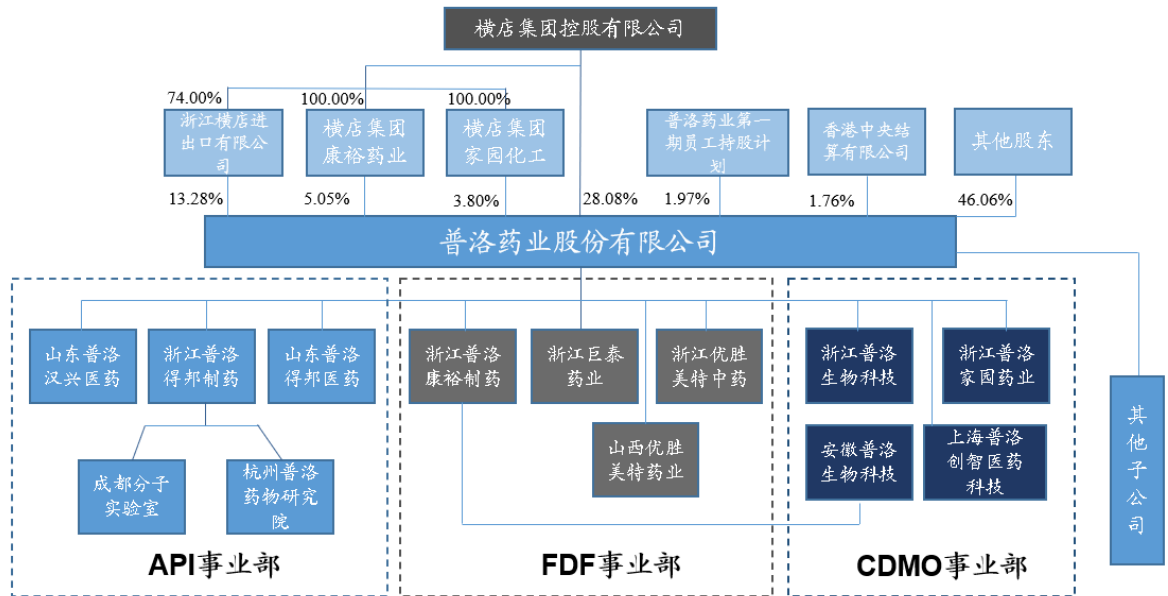 横店集团控股有限公司
74.00%
100.00%
100.00%
浙江横店进
出口有限公
司
横店集团
康裕药业
横店集团
家园化工
普洛药业第一
期员工持股计
划
香港中央结
算有限公司
其他股东
13.28%
5.05%
3.80%
28.08%
1.97%
1.76%
46.06%
普洛药业股份有限公司
山东普洛
汉兴医药
浙江普洛
得邦制药
山东普洛
得邦医药
成都分子
实验室
杭州普洛
药物研究
院
API事业部
浙江普洛
康裕制药
浙江巨泰
药业
浙江优胜
美特中药
山西优胜
美特药业
FDF事业部
浙江普洛
生物科技
浙江普洛
家园药业
安徽普洛
生物科技
上海普洛
创智医药
科技
CDMO事业部
其他子公司